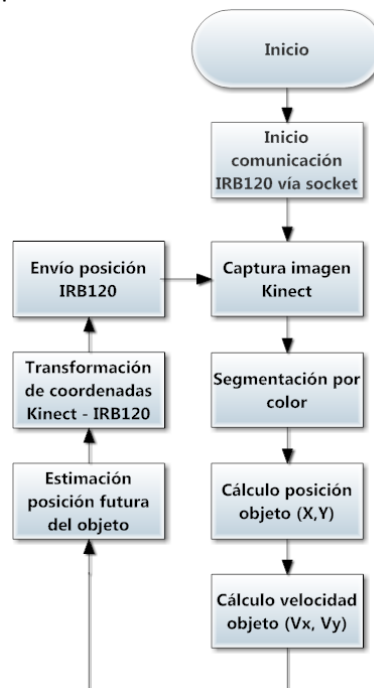 Inicio
Inicio
comunicación
IRB120 vía socket
Captura imagen
Kinect
Segmentación por
color
Cálculo posición
objeto (X,Y)
Cálculo velocidad
objeto (Vx, Vy)
Estimación
posición futura
del objeto
Transformación
de coordenadas
Kinect - IRB120
Envío posición
IRB120